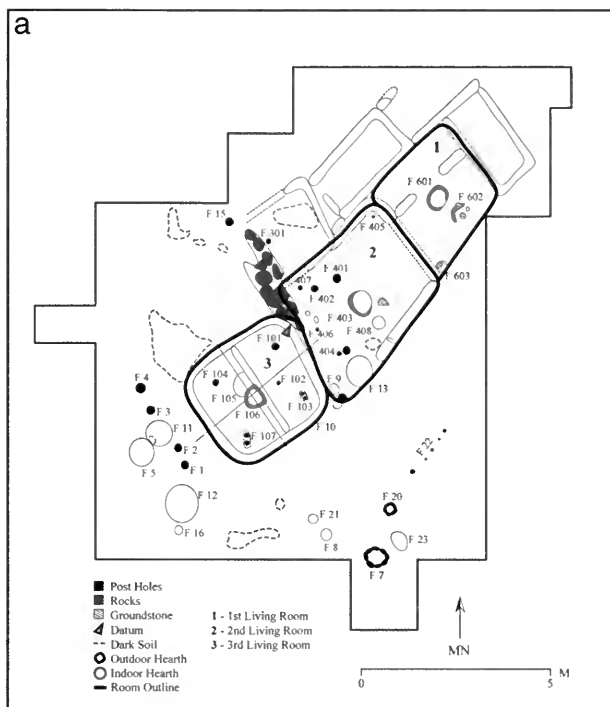 a
1
F 601
F 602
F 15
F 405
F 301
2
F 401
407
F 402
F 603
F 403
F 408
F 406
F 101
404
3
F 4
F 104
F 102
F 9
F 105
F 13
F 3
F 106
F 103
F 11
F 10
F 107
F 2
F 22
F 5
F 1
F 12
F 20
F 21
F 16
F 8
F 23
F 7
Post Holes
Rocks
Groundstone
1 - 1st Living Room
Datum
2 - 2nd Living Room
Dark Soil
3 - 3rd Living Room
Outdoor Hearth
Indoor Hearth
Room Outline
MN
M
0
5